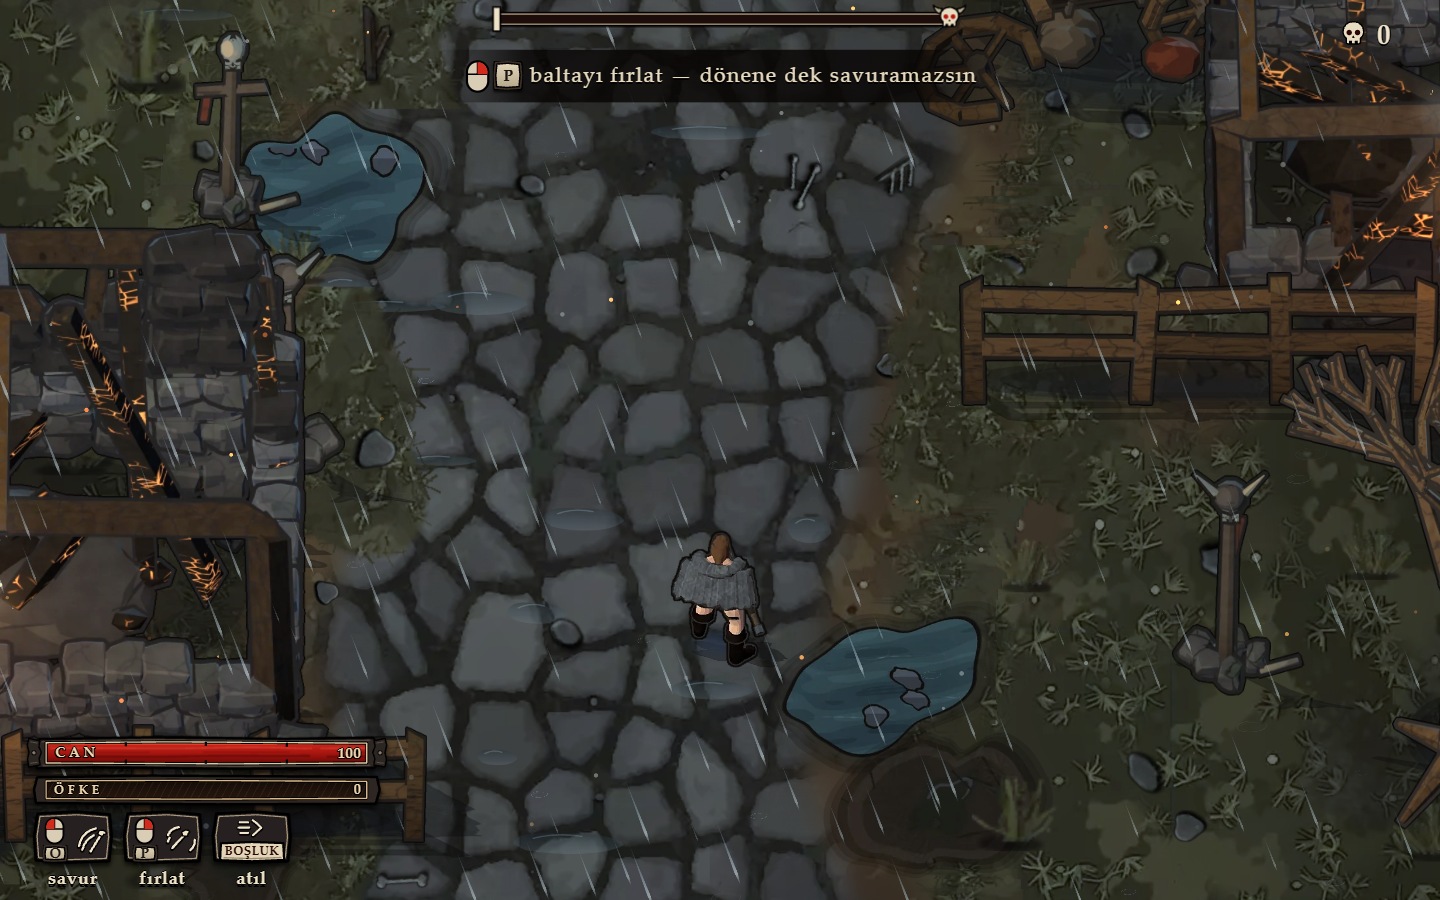 0
P baltayı fırlat — dönene dek savuramazsın
CAN 100
ÖFKE 0
O P BOŞLUK
savur fırlat atıl